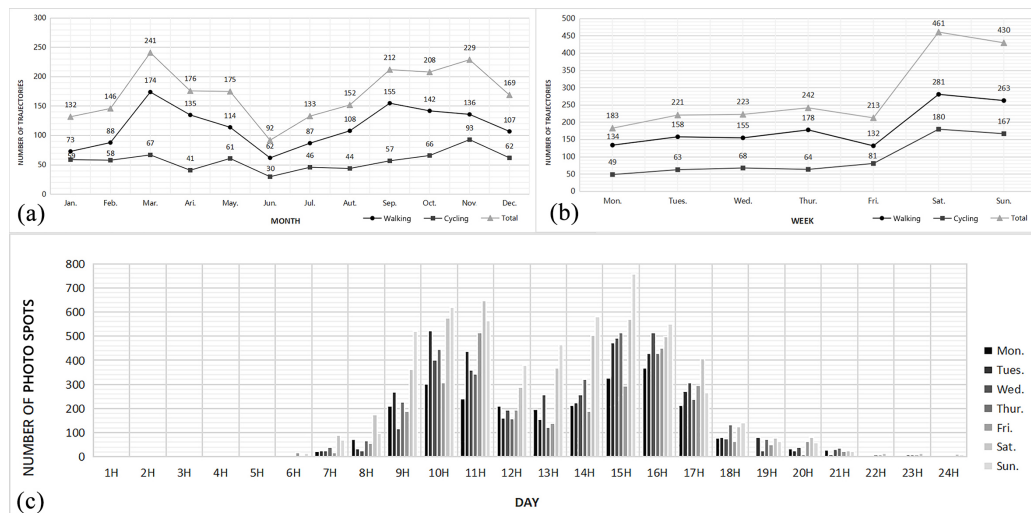 300
250
200
150
100
50
0
NUMBER OF TRAJECTORIES
132 146 241 176 175 92 133 152 212 208 229 169
73 88 174 135 114 62 87 108 155 142 136 107
59 58 67 41 61 30 46 44 57 66 93 62
Jan. Feb. Mar. Ari. May. Jun. Jul. Aut. Sep. Oct. Nov. Dec.
(a) MONTH Walking Cycling Total
500
450
400
350
300
250
200
150
100
50
0
NUMBER OF TRAJECTORIES
183 221 223 242 213 461 430
134 158 155 178 132 281 263
49 63 68 64 81 180 167
Mon. Tues. Wed. Thur. Fri. Sat. Sun.
(b) WEEK Walking Cycling Total
800
700
600
500
400
300
200
100
0
NUMBER OF PHOTO SPOTS
1H 2H 3H 4H 5H 6H 7H 8H 9H 10H 11H 12H 13H 14H 15H 16H 17H 18H 19H 20H 21H 22H 23H 24H
(c) DAY
Mon.
Tues.
Wed.
Thur.
Fri.
Sat.
Sun.